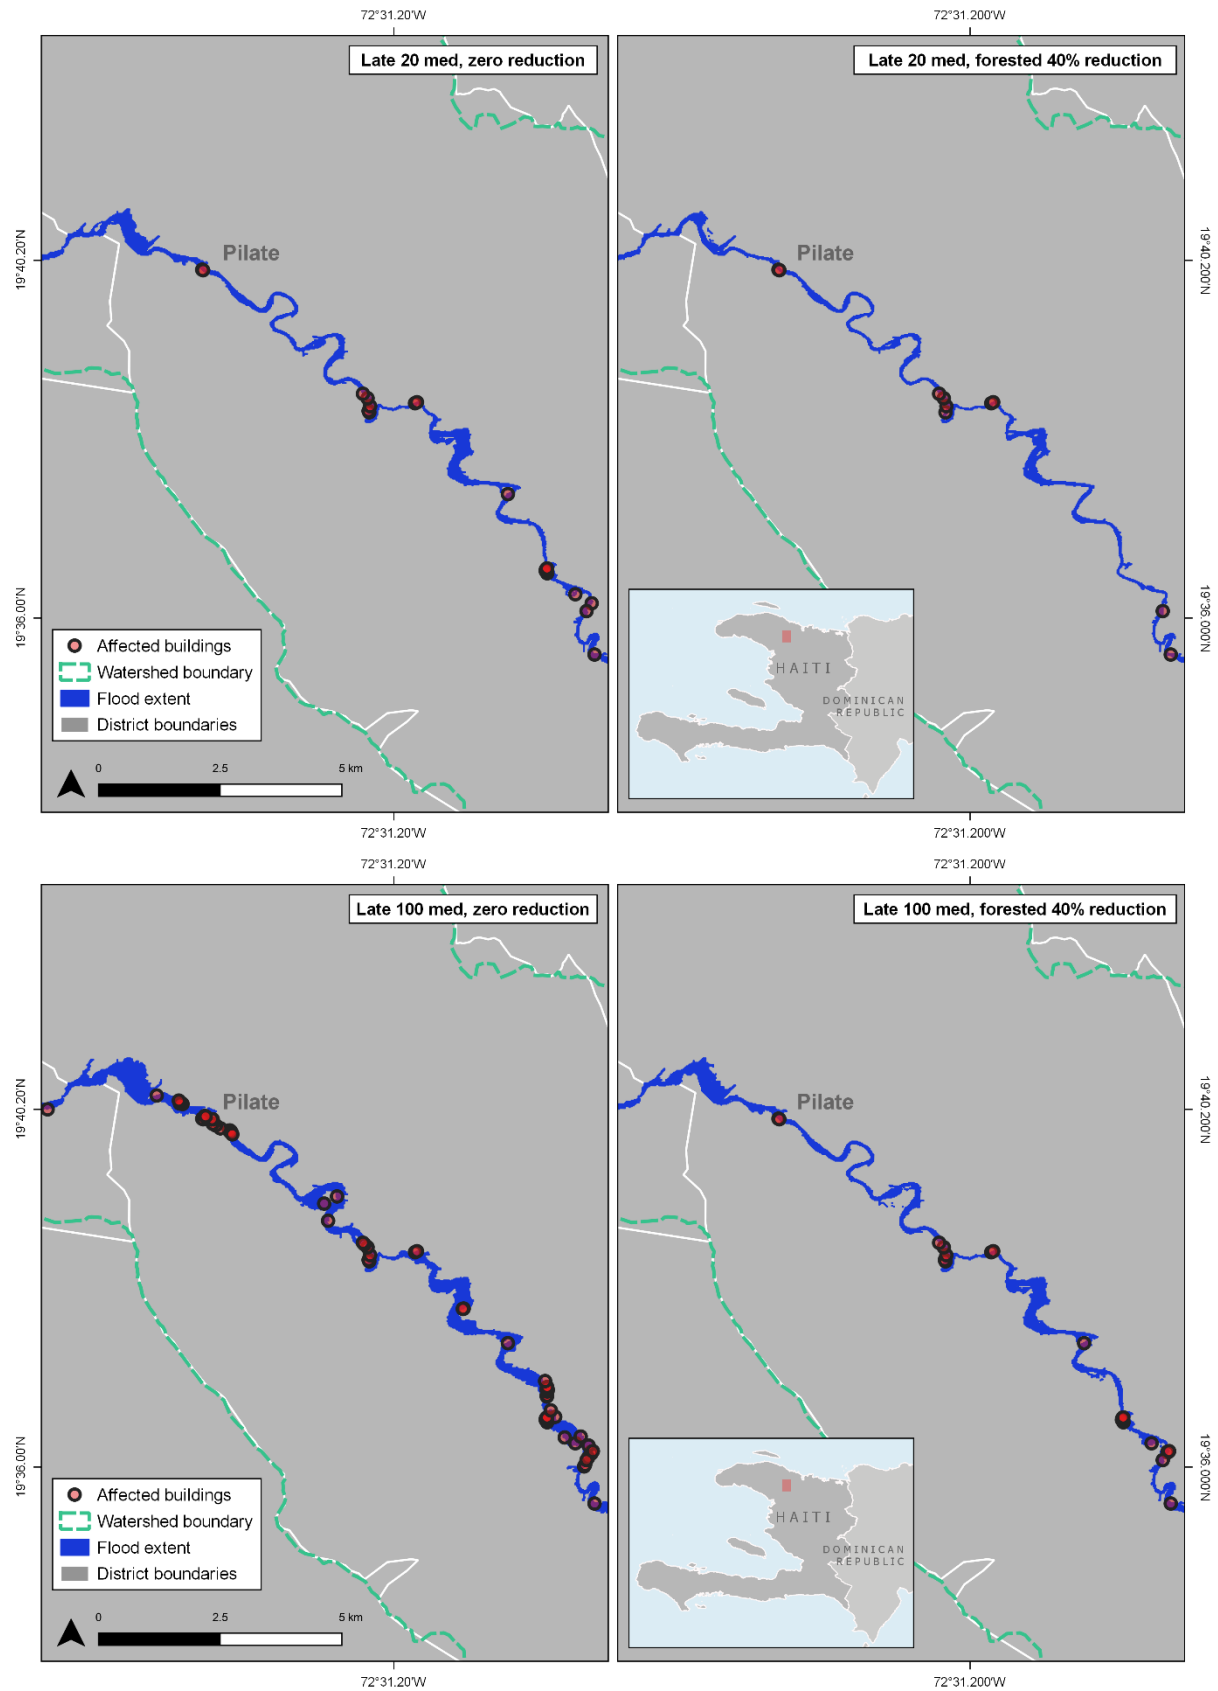 72°31.20'W
72°31.200'W
Late 20 med, zero reduction
Late 20 med, forested 40% reduction
19°40.20'N
Pilate
Pilate
19°40.200'N
19°36.00'N
19°36.000'N
Affected buildings
Watershed boundary
Flood extent
District boundaries
0 2.5 5 km
HAITI
DOMINICAN
REPUBLIC
72°31.20'W
72°31.200'W
72°31.20'W
72°31.200'W
Late 100 med, zero reduction
Late 100 med, forested 40% reduction
19°40.20'N
Pilate
Pilate
19°40.200'N
19°36.00'N
19°36.000'N
Affected buildings
Watershed boundary
Flood extent
District boundaries
0 2.5 5 km
HAITI
DOMINICAN
REPUBLIC
72°31.20'W
72°31.200'W